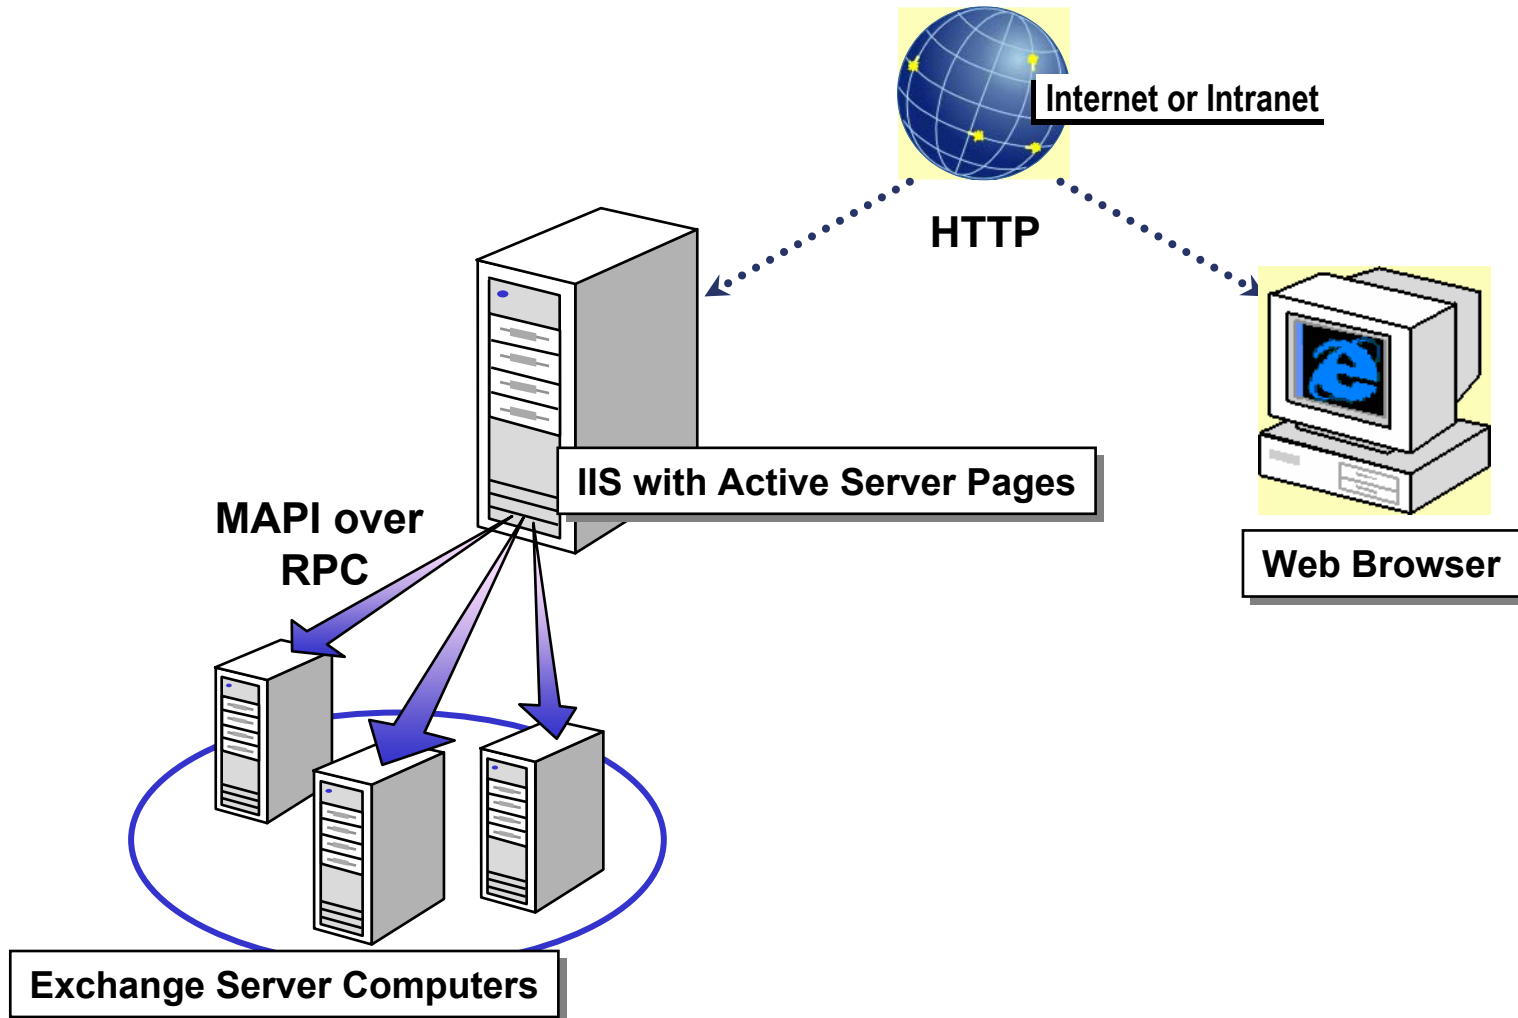 Internet or Intranet
HTTP
IIS with Active Server Pages
MAPI over
RPC
Web Browser
Exchange Server Computers